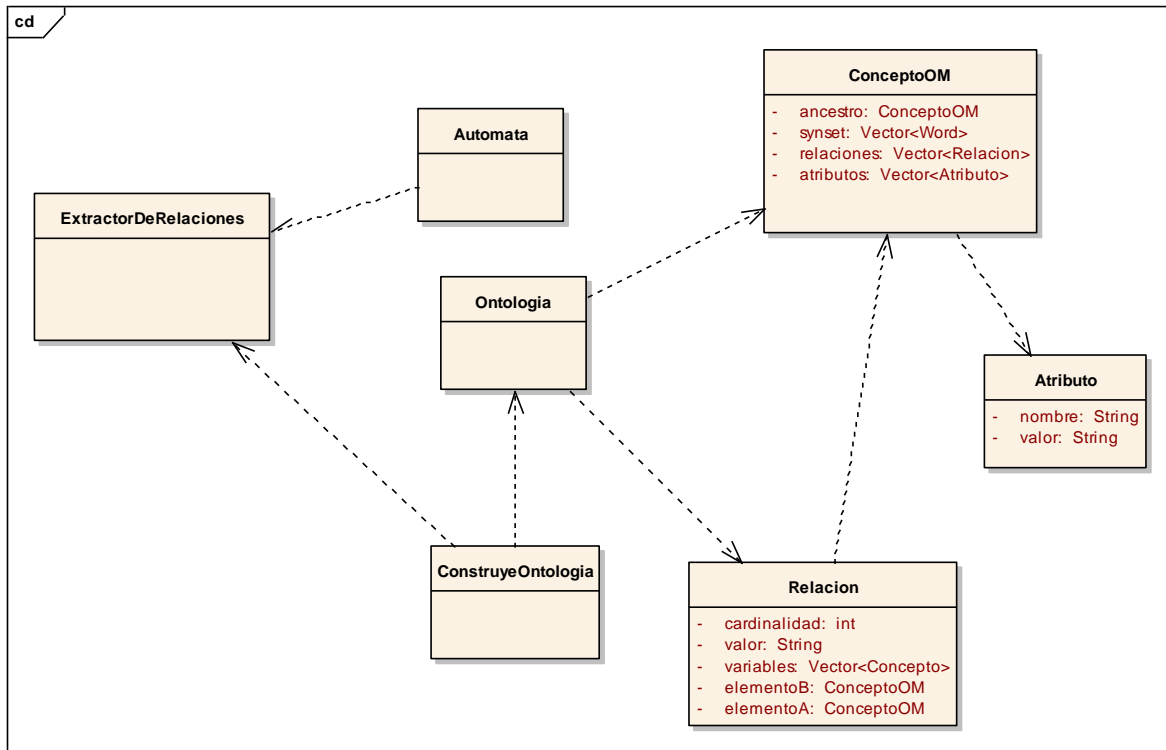 cd
ConceptoOM
- ancestro: ConceptoOM
- synset: Vector<Word>
- relaciones: Vector<Relacion>
- atributos: Vector<Atributo>
Automata
ExtractorDeRelaciones
Ontologia
Atributo
- nombre: String
- valor: String
ConstruyeOntologia
Relacion
- cardinalidad: int
- valor: String
- variables: Vector<Concepto>
- elementoB: ConceptoOM
- elementoA: ConceptoOM